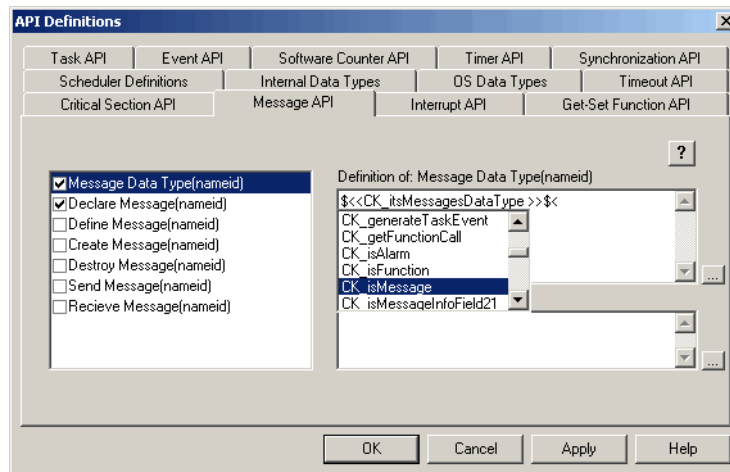 API Definitions
Task API Event API Software Counter API Timer API Synchronization API
Scheduler Definitions Internal Data Types OS Data Types Timeout API
Critical Section API Message API Interrupt API Get-Set Function API
?
Definition of: Message Data Type(nameid)
Message Data Type(nameid)
Declare Message(nameid)
Define Message(nameid)
Create Message(nameid)
Destroy Message(nameid)
Send Message(nameid)
Recieve Message(nameid)
$<<CK_itsMessagesDataType >>$<
CK_generateTaskEvent
CK_getFunctionCall
CK_isAlarm
CK_isFunction
CK_isMessage
CK_isMessageInfoField21
...
...
OK Cancel Apply Help